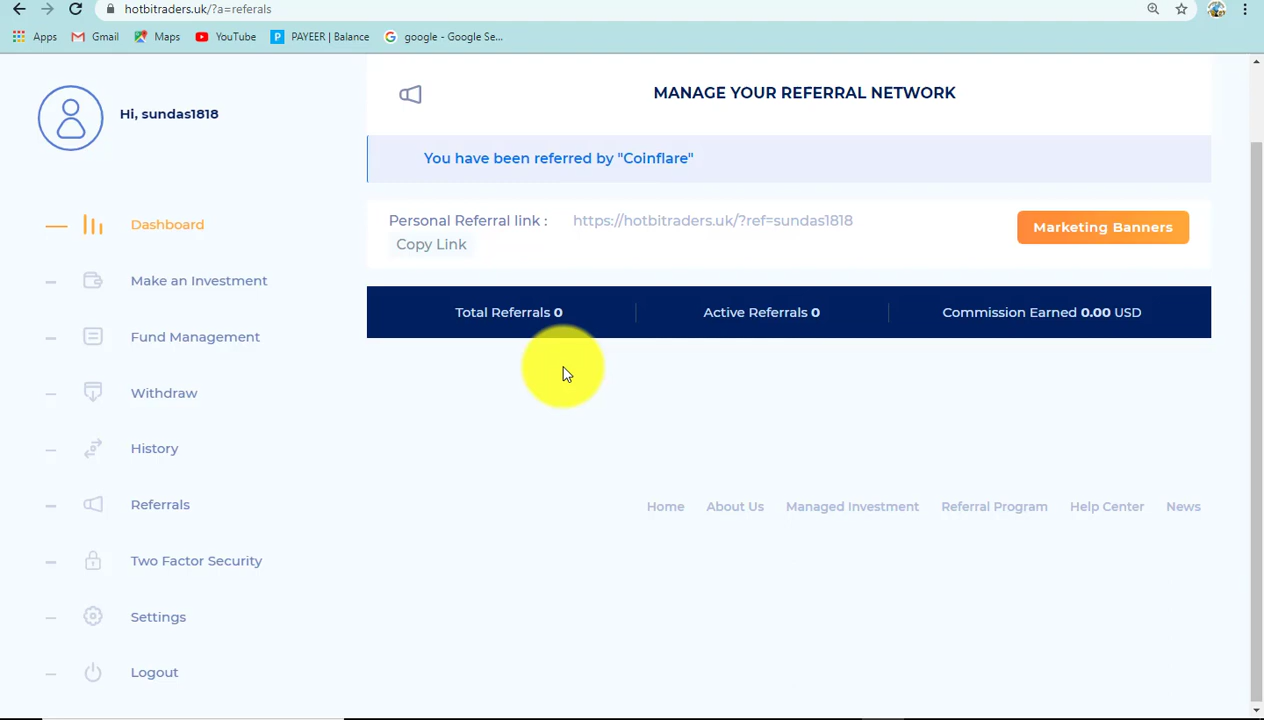 hotbitraders.uk/?a=referals
Apps Gmail Maps YouTube PAYEER | Balance google - Google Se...
Hi, sundas1818
Dashboard
Make an Investment
Fund Management
Withdraw
History
Referrals
Two Factor Security
Settings
Logout
MANAGE YOUR REFERRAL NETWORK
You have been referred by "Coinflare"
Personal Referral link : https://hotbitraders.uk/?ref=sundas1818
Copy Link
Marketing Banners
Total Referrals 0 Active Referrals 0 Commission Earned 0.00 USD
Home About Us Managed Investment Referral Program Help Center News